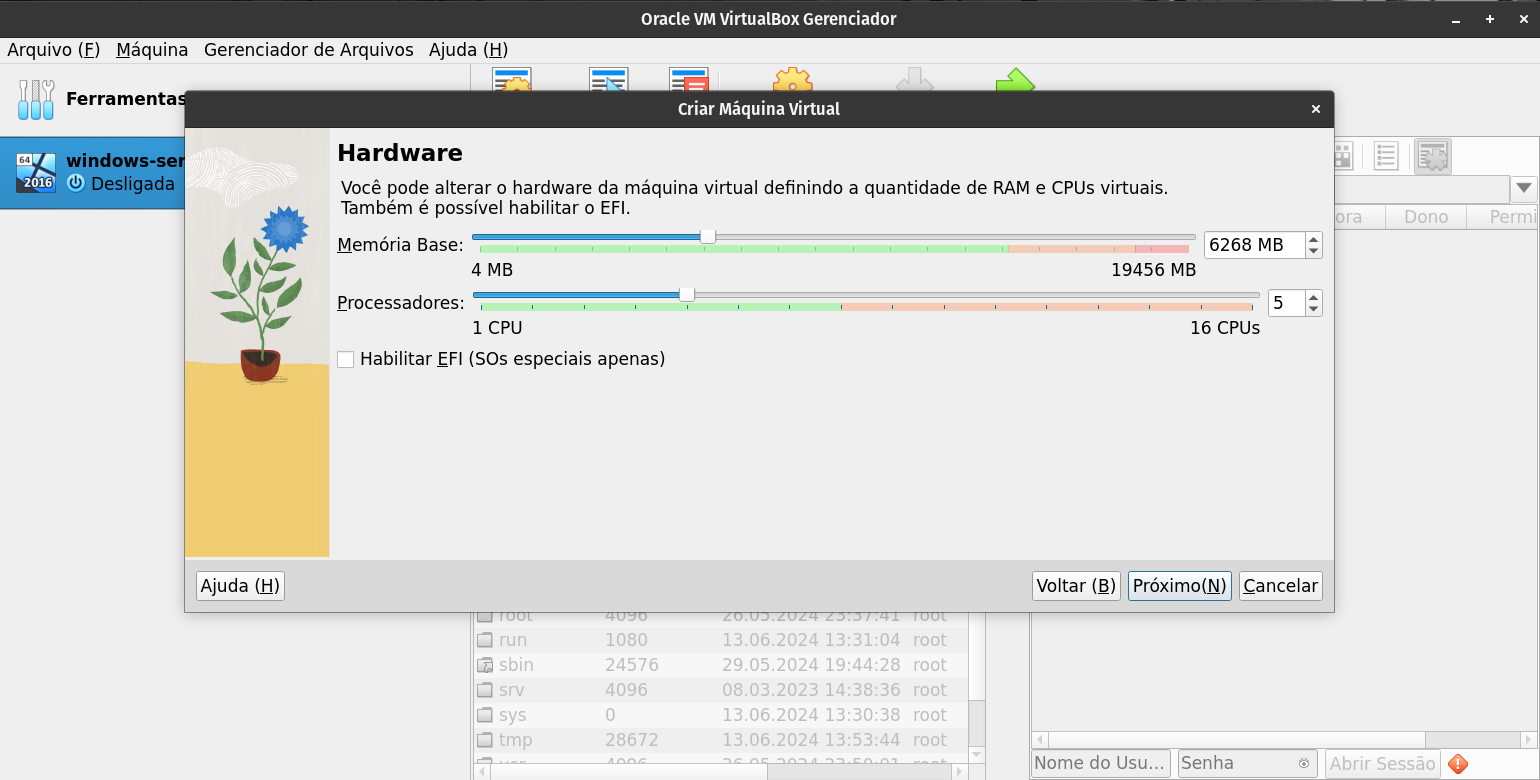 Oracle VM VirtualBox Gerenciador
Arquivo (F) Máquina Gerenciador de Arquivos Ajuda (H)
Ferramentas
64
2016
windows-ser
Desligada
Criar Máquina Virtual
Hardware
Você pode alterar o hardware da máquina virtual definindo a quantidade de RAM e CPUs virtuais.
Também é possível habilitar o EFI.
Memória Base: 6268 MB
4 MB 19456 MB
Processadores: 5
1 CPU 16 CPUs
Habilitar EFI (SOs especiais apenas)
Ajuda (H) Voltar (B) Próximo(N) Cancelar
ora Dono Permi
root 4096 26.05.2024 23:37:41 root
run 1080 13.06.2024 13:31:04 root
sbin 24576 29.05.2024 19:44:28 root
srv 4096 08.03.2023 14:38:36 root
sys 0 13.06.2024 13:30:38 root
tmp 28672 13.06.2024 13:53:44 root
Nome do Usu... Senha Abrir Sessão